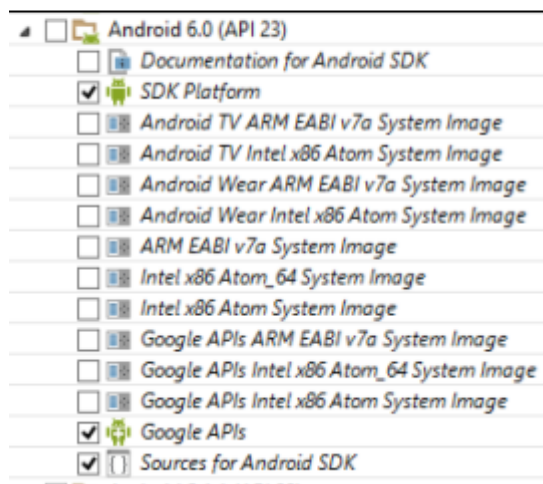 Android 6.0 (API 23)
Documentation for Android SDK
SDK Platform
Android TV ARM EABI v7a System Image
Android TV Intel x86 Atom System Image
Android Wear ARM EABI v7a System Image
Android Wear Intel x86 Atom System Image
ARM EABI v7a System Image
Intel x86 Atom_64 System Image
Intel x86 Atom System Image
Google APIs ARM EABI v7a System Image
Google APIs Intel x86 Atom_64 System Image
Google APIs Intel x86 Atom System Image
Google APIs
Sources for Android SDK